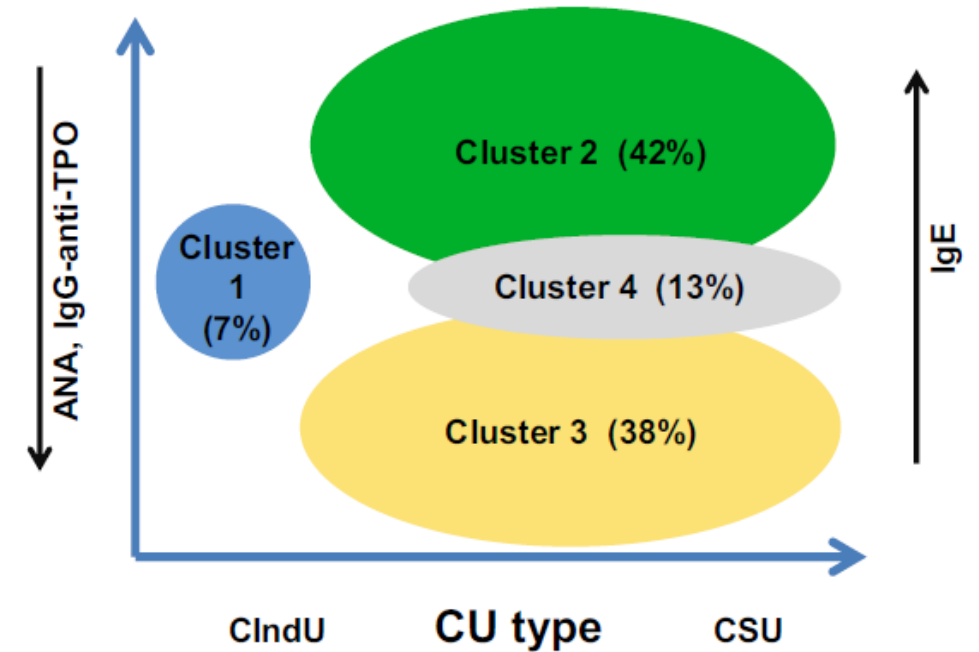 ANA, IgG-anti-TPO
Cluster 2 (42%)
Cluster
1
(7%)
Cluster 4 (13%)
Cluster 3 (38%)
IgE
CIndU
CU type
CSU